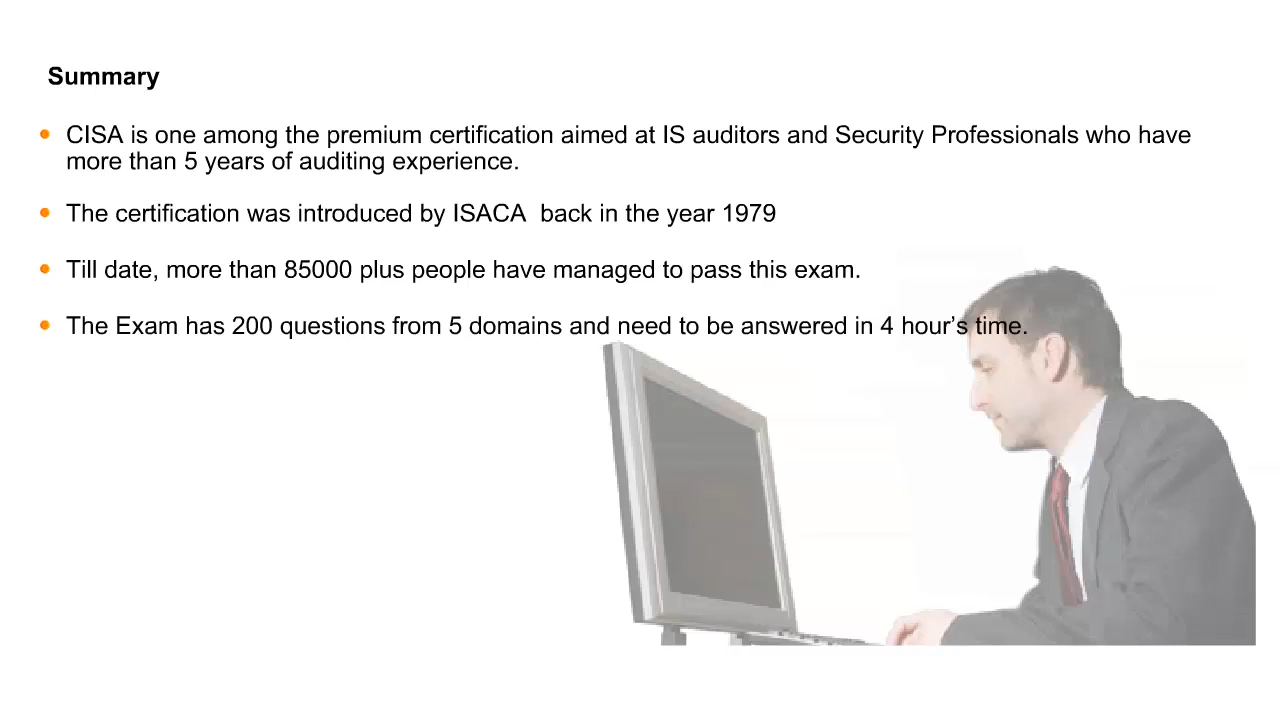 Summary
• CISA is one among the premium certification aimed at IS auditors and Security Professionals who have
more than 5 years of auditing experience.
• The certification was introduced by ISACA  back in the year 1979
• Till date, more than 85000 plus people have managed to pass this exam.
• The Exam has 200 questions from 5 domains and need to be answered in 4 hour’s time.